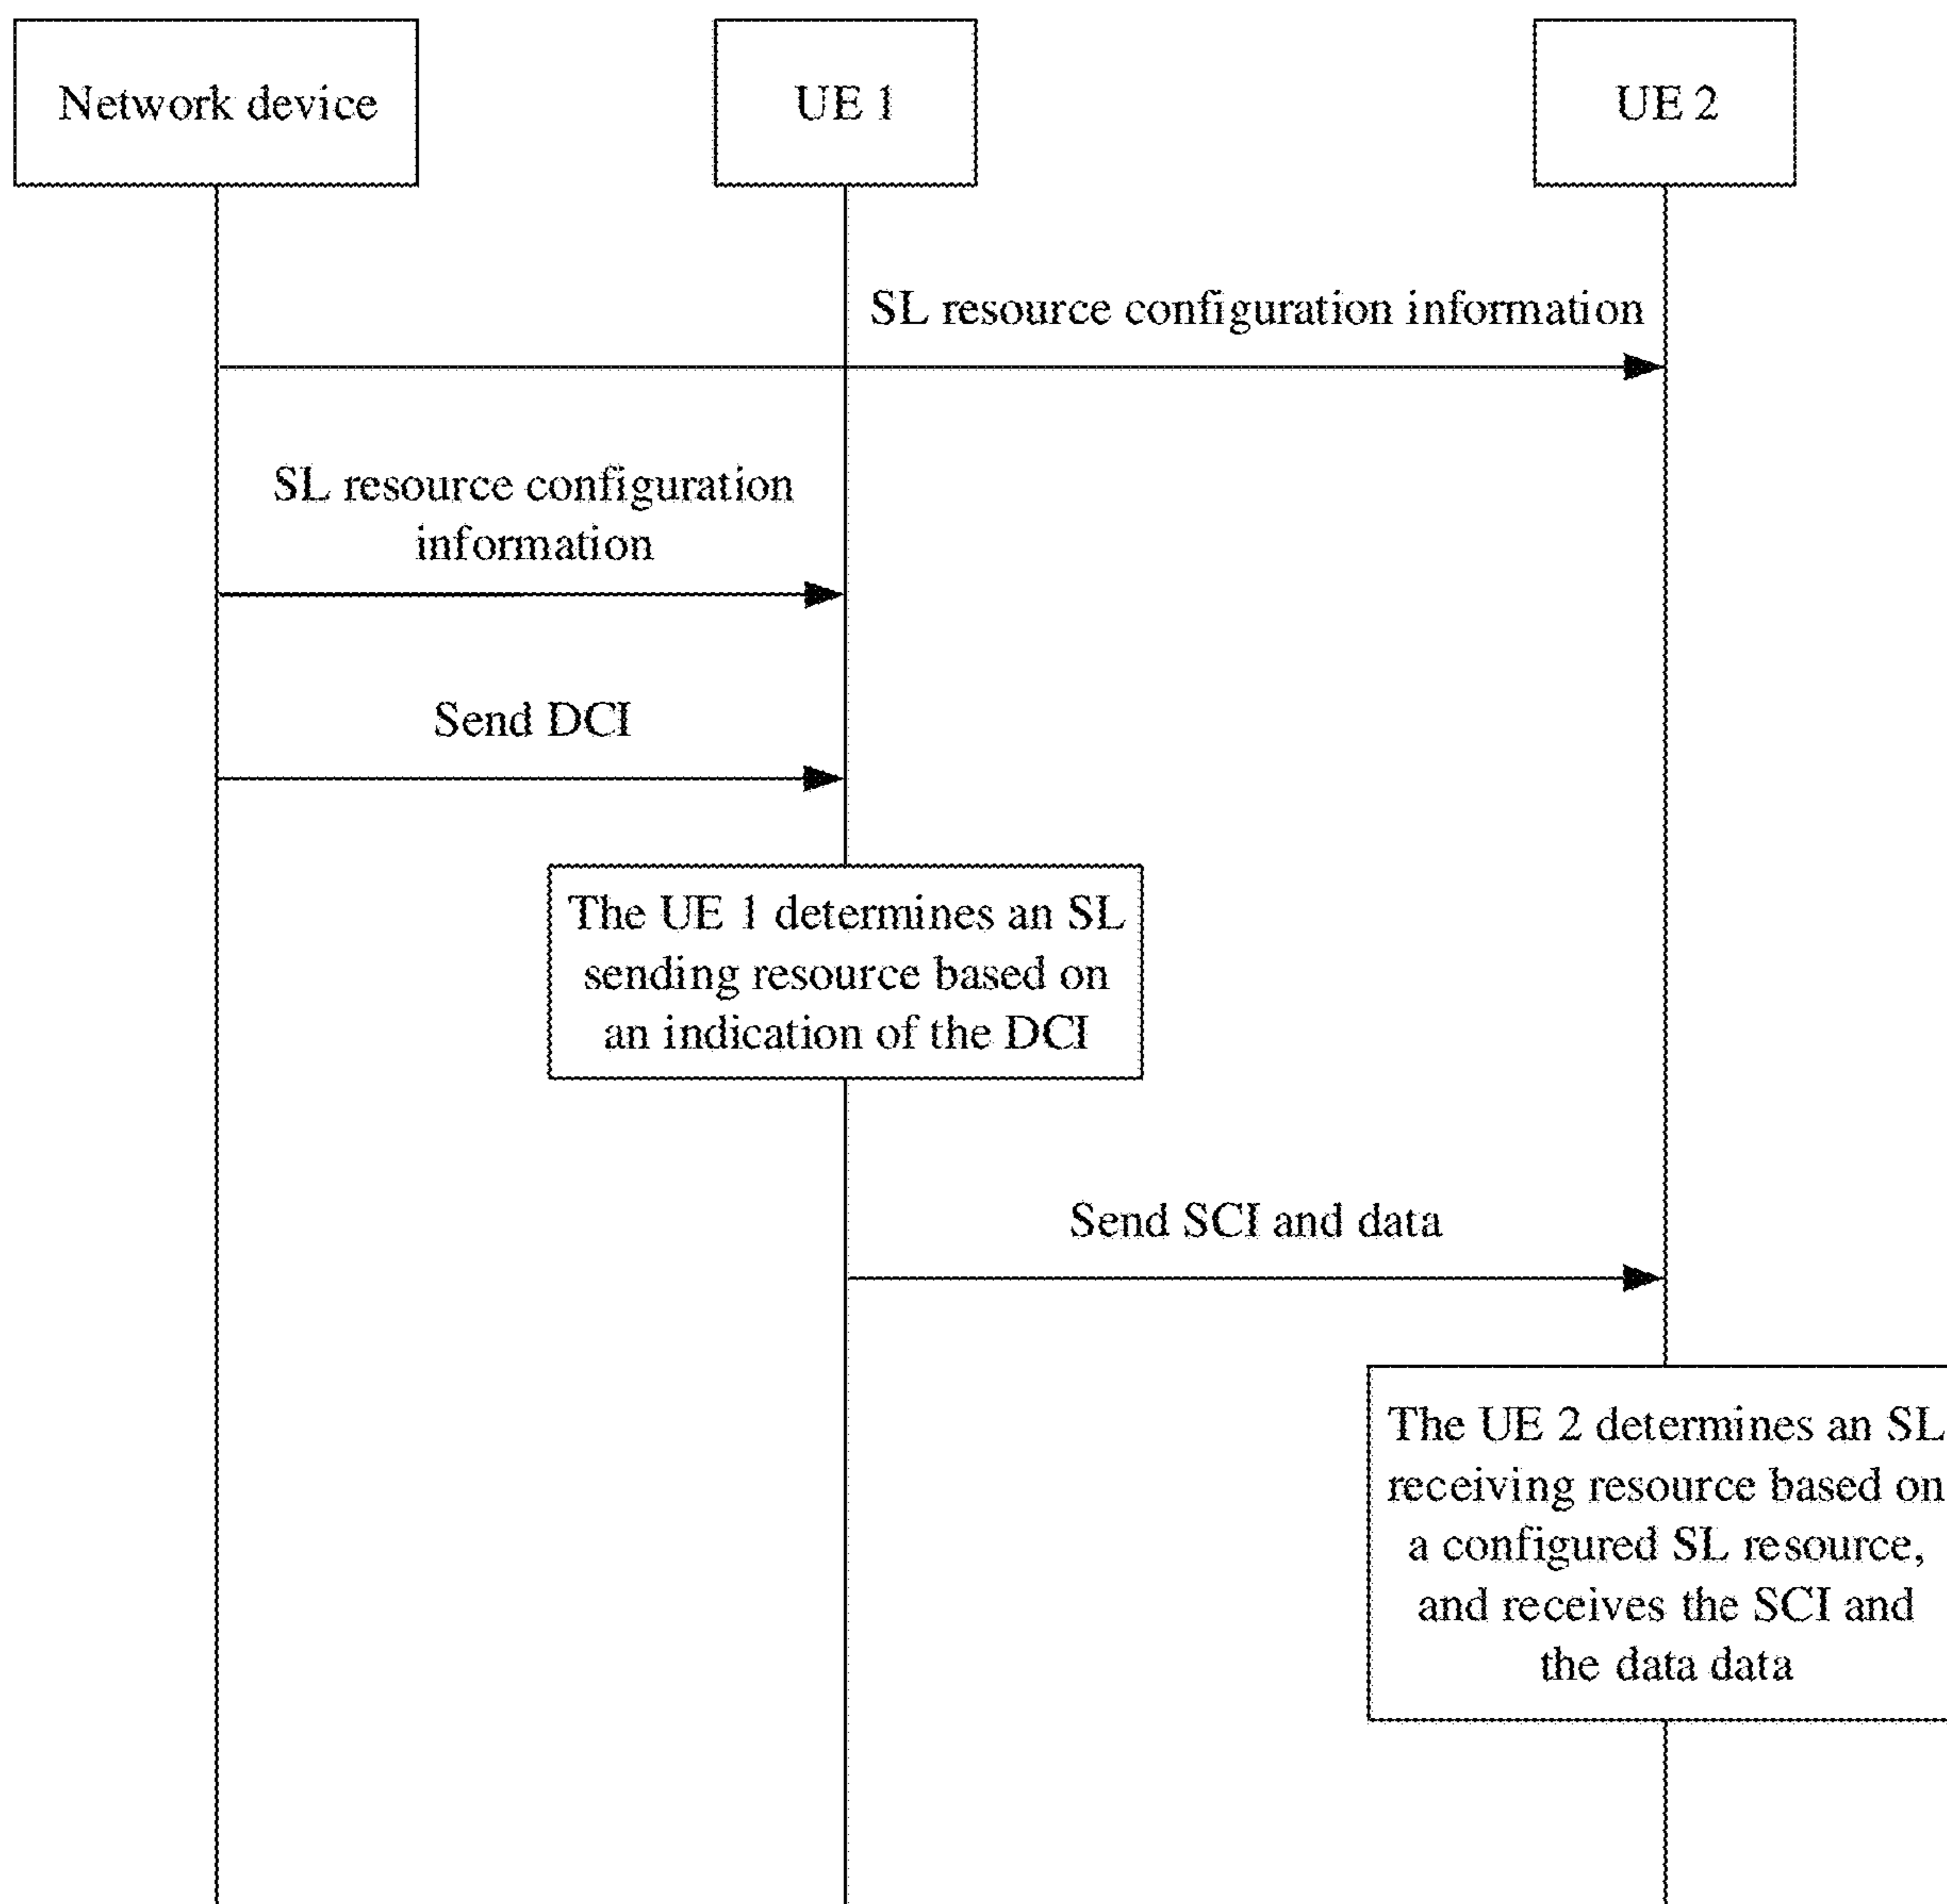 Network device
UE 1
UE 2
SL resource configuration information
SL resource configuration
information
Send DCI
The UE 1 determines an SL
sending resource based on
an indication of the DCI
Send SCI and data
The UE 2 determines an SL
receiving resource based on
a configured SL resource,
and receives the SCI and
the data data